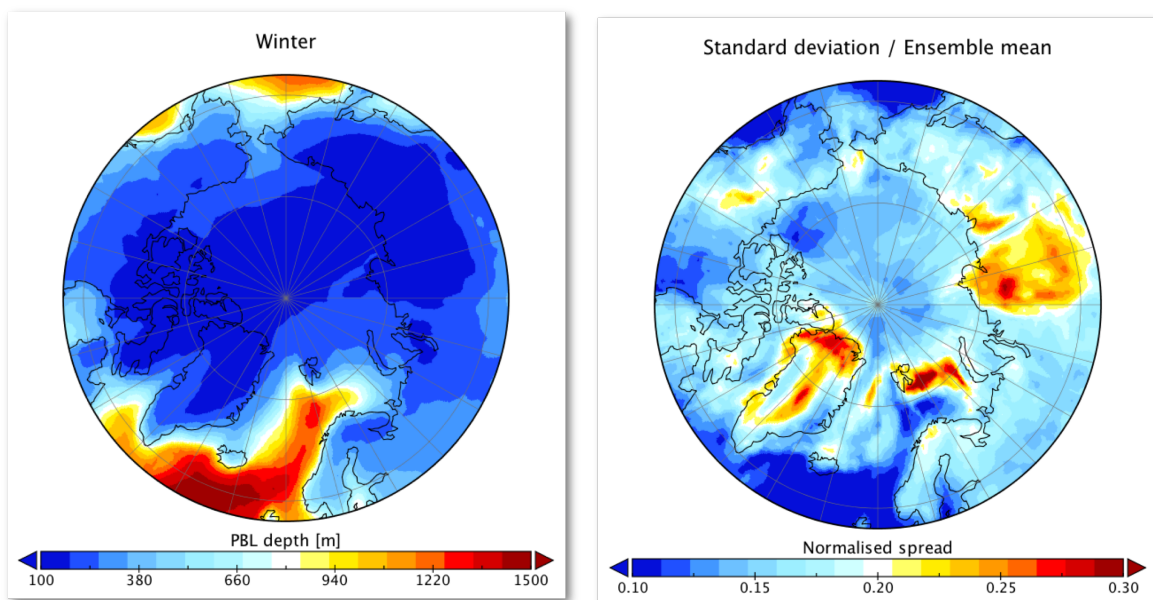 Winter
PBL depth [m]
100 380 660 940 1220 1500
Standard deviation / Ensemble mean
Normalised spread
0.10 0.15 0.20 0.25 0.30